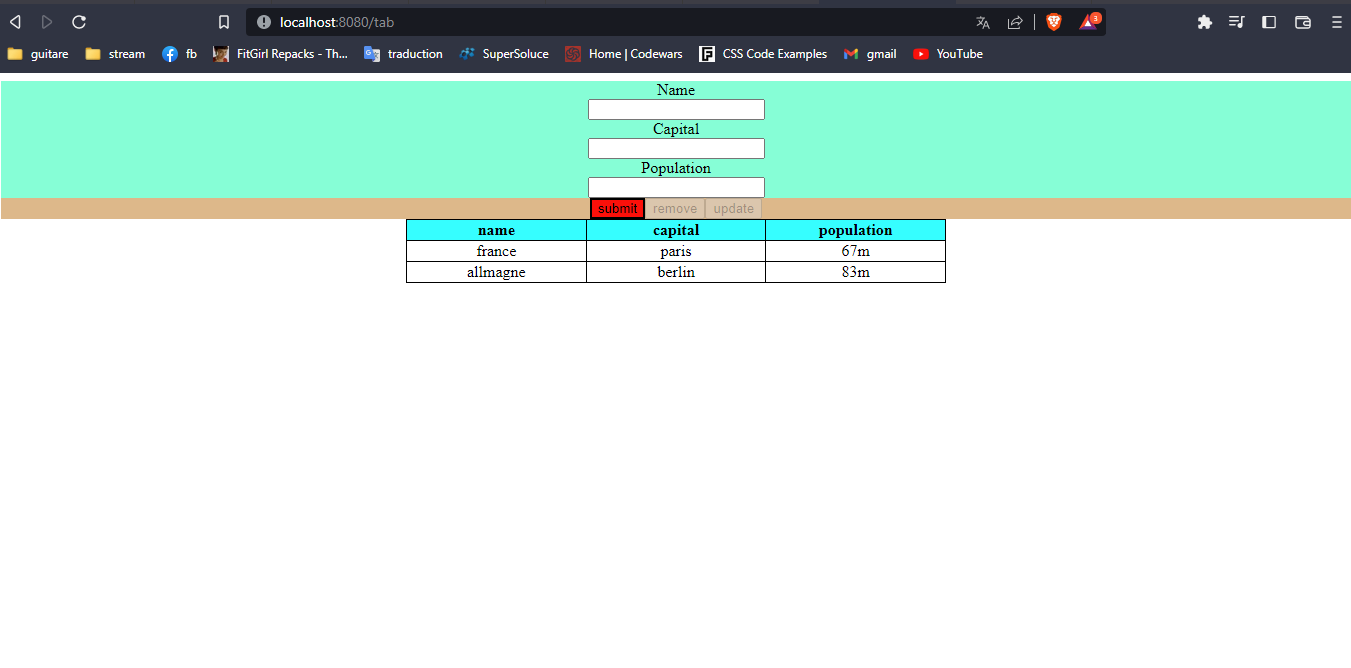 localhost:8080/tab 3
guitare stream fb FitGirl Repacks - Th... traduction SuperSoluce Home | Codewars CSS Code Examples gmail YouTube
Name
Capital
Population
submit remove update
name capital population
france paris 67m
allmagne berlin 83m